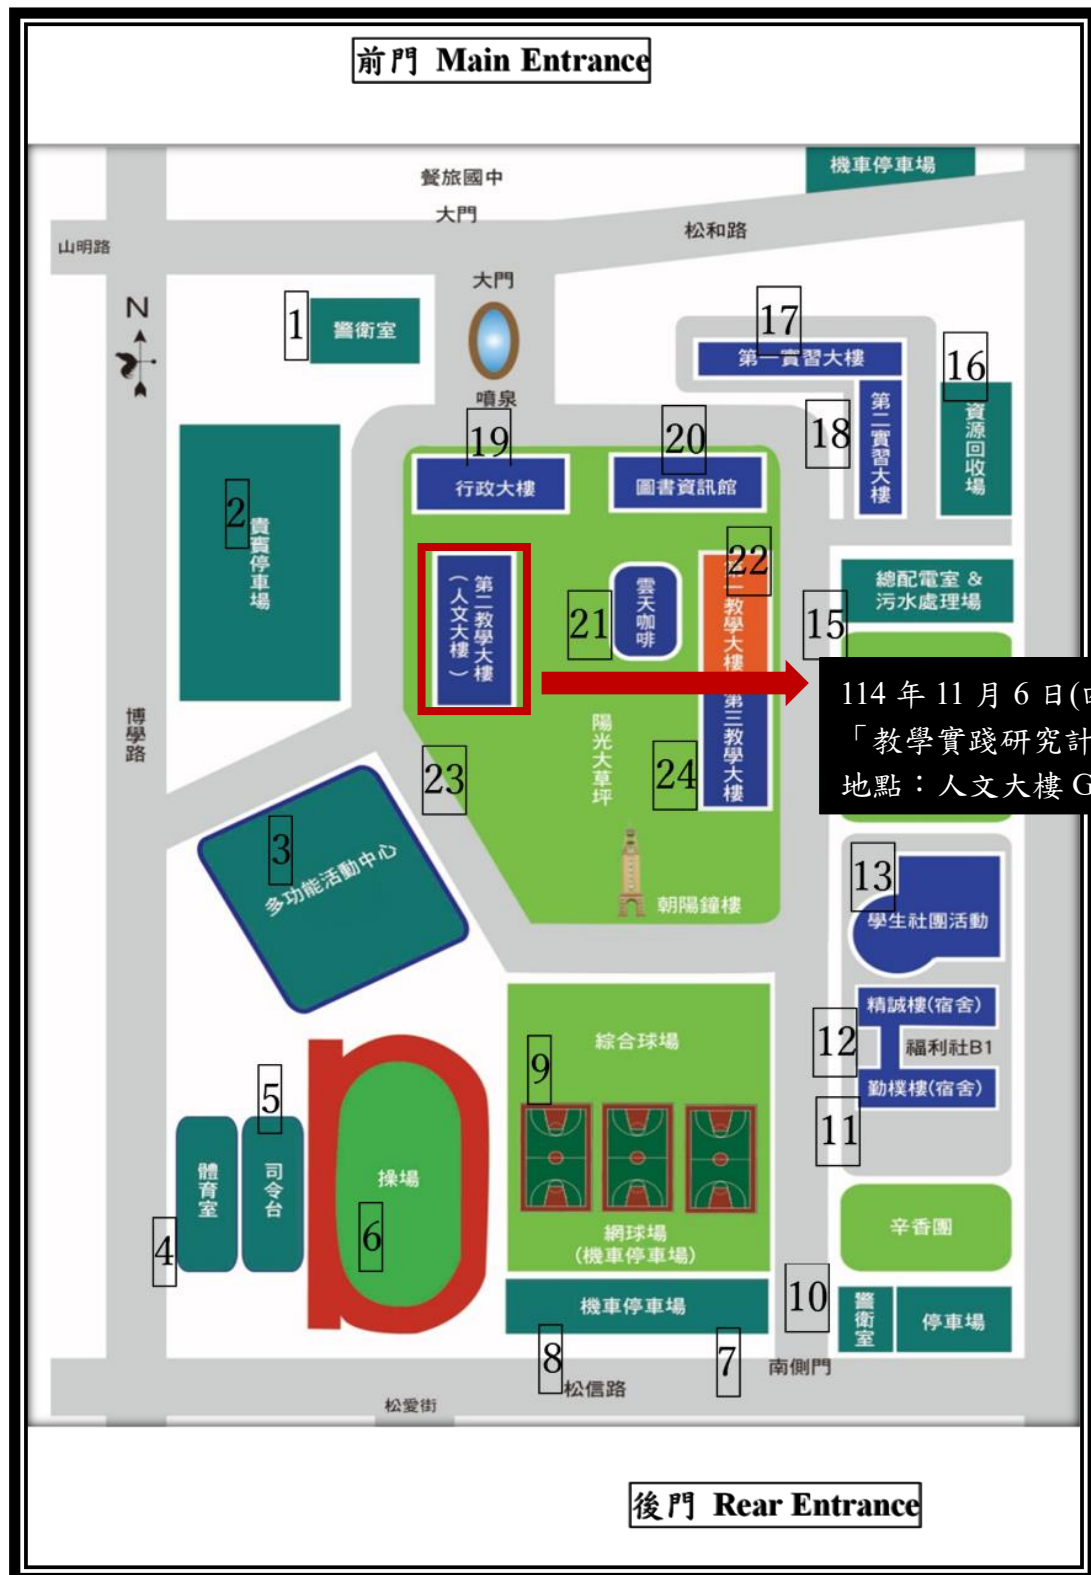 前門 Main Entrance
機車停車場
餐旅國中
大門
松和路
山明路
大門
N
1
警衛室
17
第一實習大樓
16
資源回收場
噴泉
18
第二實習大樓
19
行政大樓
20
圖書資訊館
2
貴賓停車場
第二教學大樓
(人文大樓)
21
雲天咖啡
22
第一教學大樓
總配電室 &
污水處理場
15
114 年 11 月 6 日
「教學實踐研究計
地點：人文大樓 G
博學路
陽光大草坪
第三教學大樓
23
24
3
多功能活動中心
朝陽鐘樓
13
學生社團活動
精誠樓(宿舍)
12
福利社B1
勤樸樓(宿舍)
11
綜合球場
9
5
體育室
司令台
操場
4
6
網球場
(機車停車場)
辛香園
機車停車場
10
警衛室
停車場
8
7
南側門
松信路
松愛街
後門 Rear Entrance